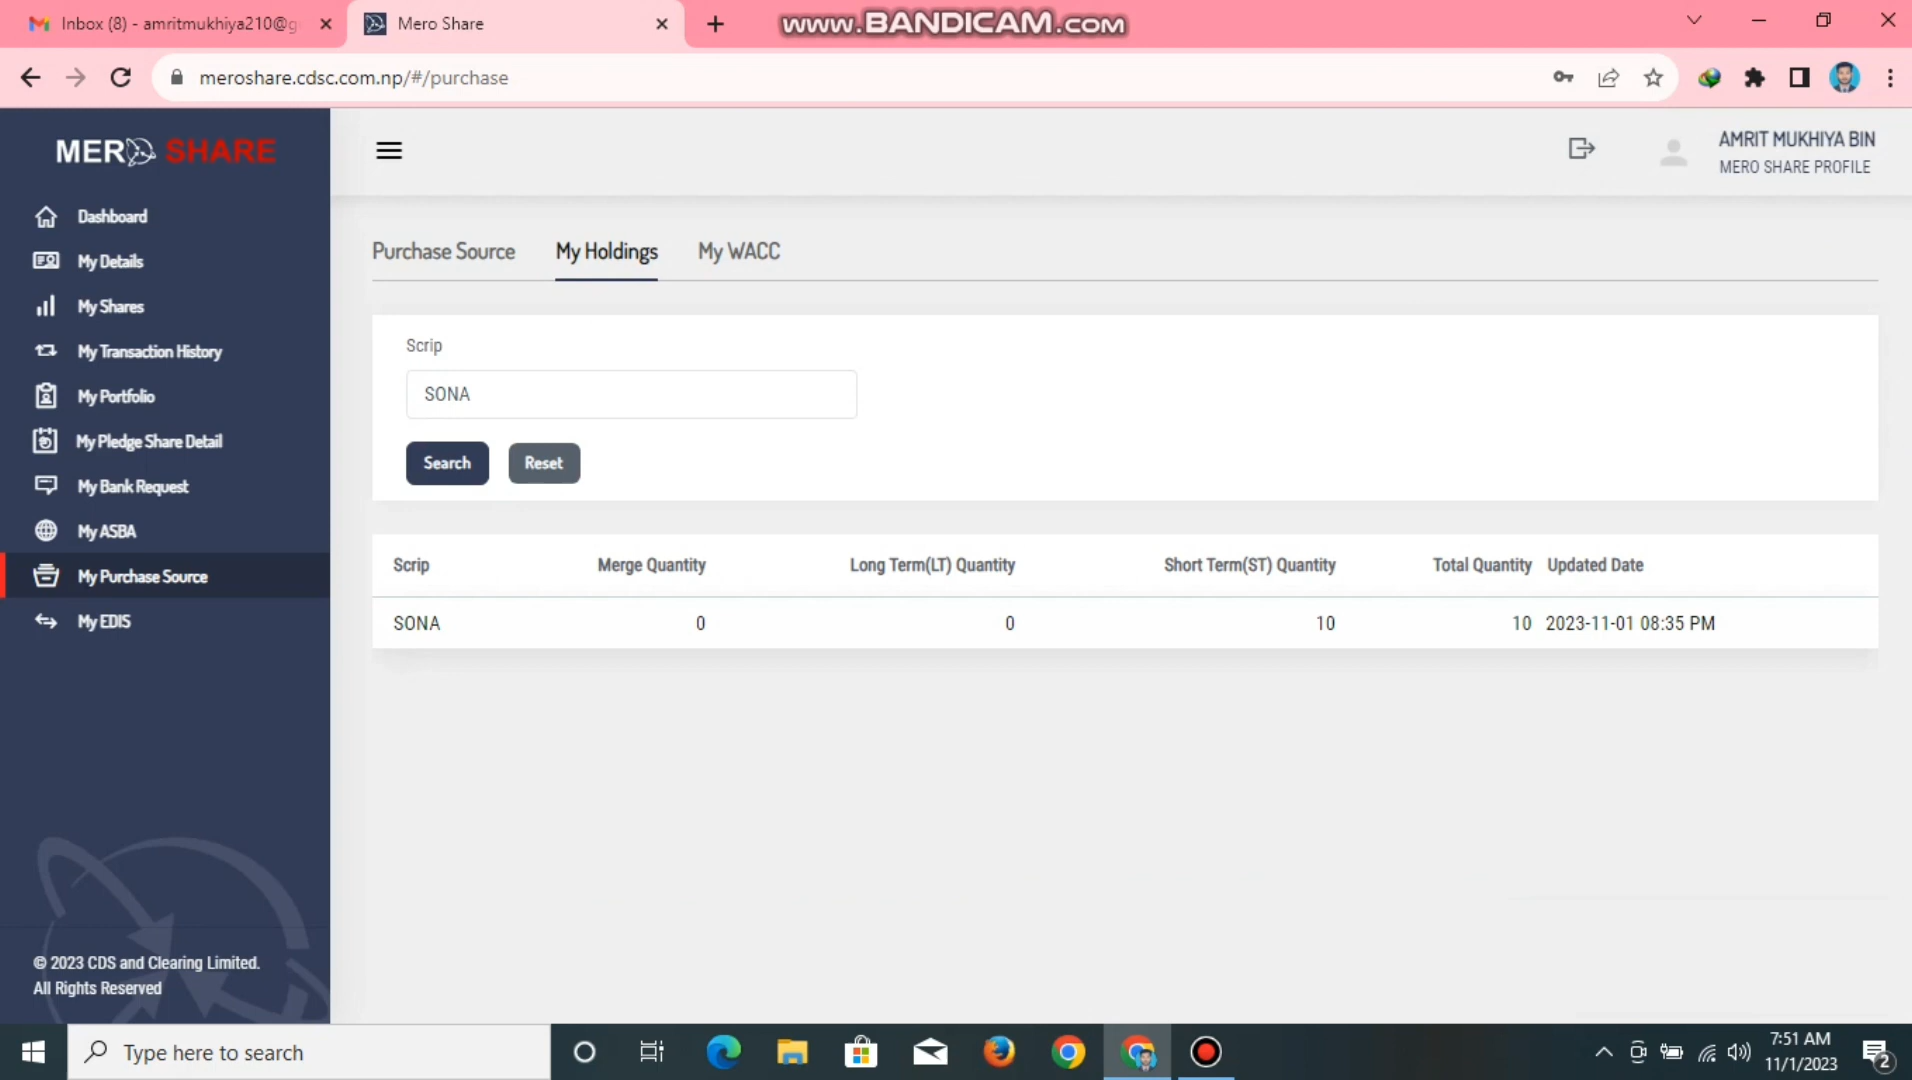 Inbox (8) - amritmukhiya210@g
Mero Share
www.BANDICAM.com
meroshare.cdsc.com.np/#/purchase
MERO SHARE
AMRIT MUKHIYA BIN
MERO SHARE PROFILE
Dashboard
My Details
My Shares
My Transaction History
My Portfolio
My Pledge Share Detail
My Bank Request
My ASBA
My Purchase Source
My EDIS
© 2023 CDS and Clearing Limited.
All Rights Reserved
Purchase Source My Holdings My WACC
Scrip
SONA
Search Reset
Scrip Merge Quantity Long Term(LT) Quantity Short Term(ST) Quantity Total Quantity Updated Date
SONA 0 0 10 10 2023-11-01 08:35 PM
Type here to search
7:51 AM
11/1/2023
2